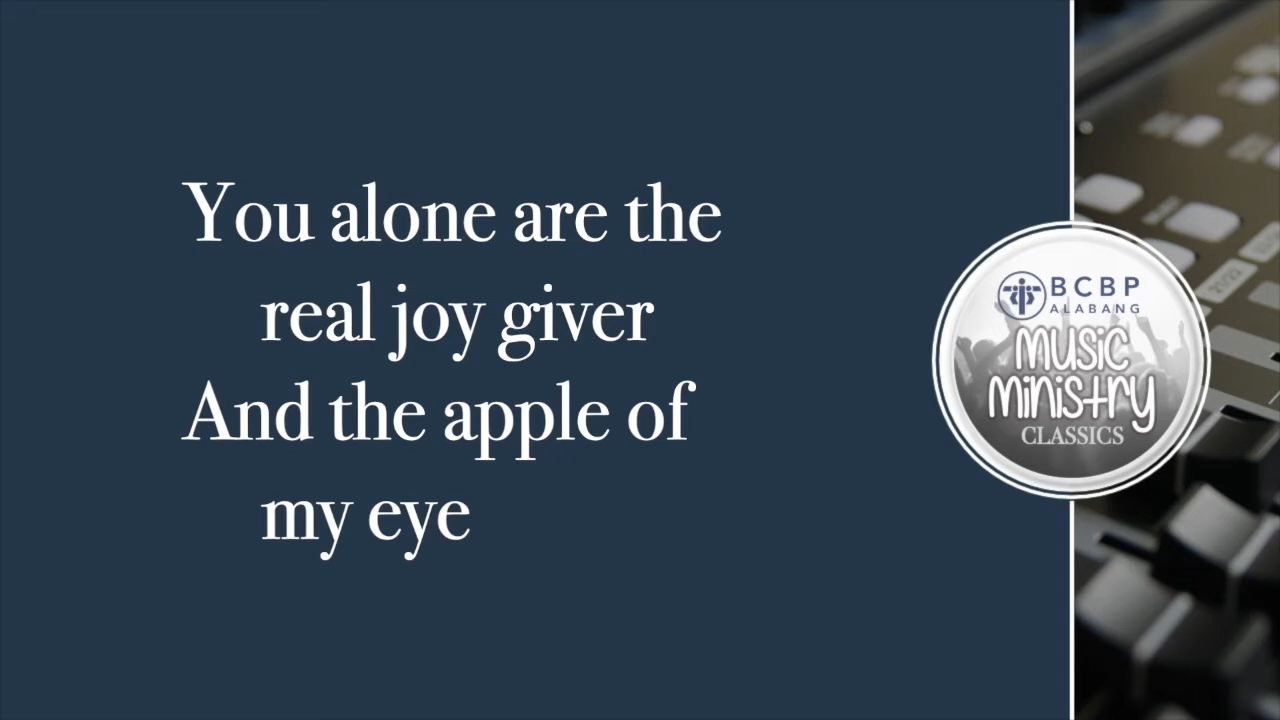 You alone are the
real joy giver
And the apple of
my eye
BCBP
ALABANG
music
ministry
CLASSICS